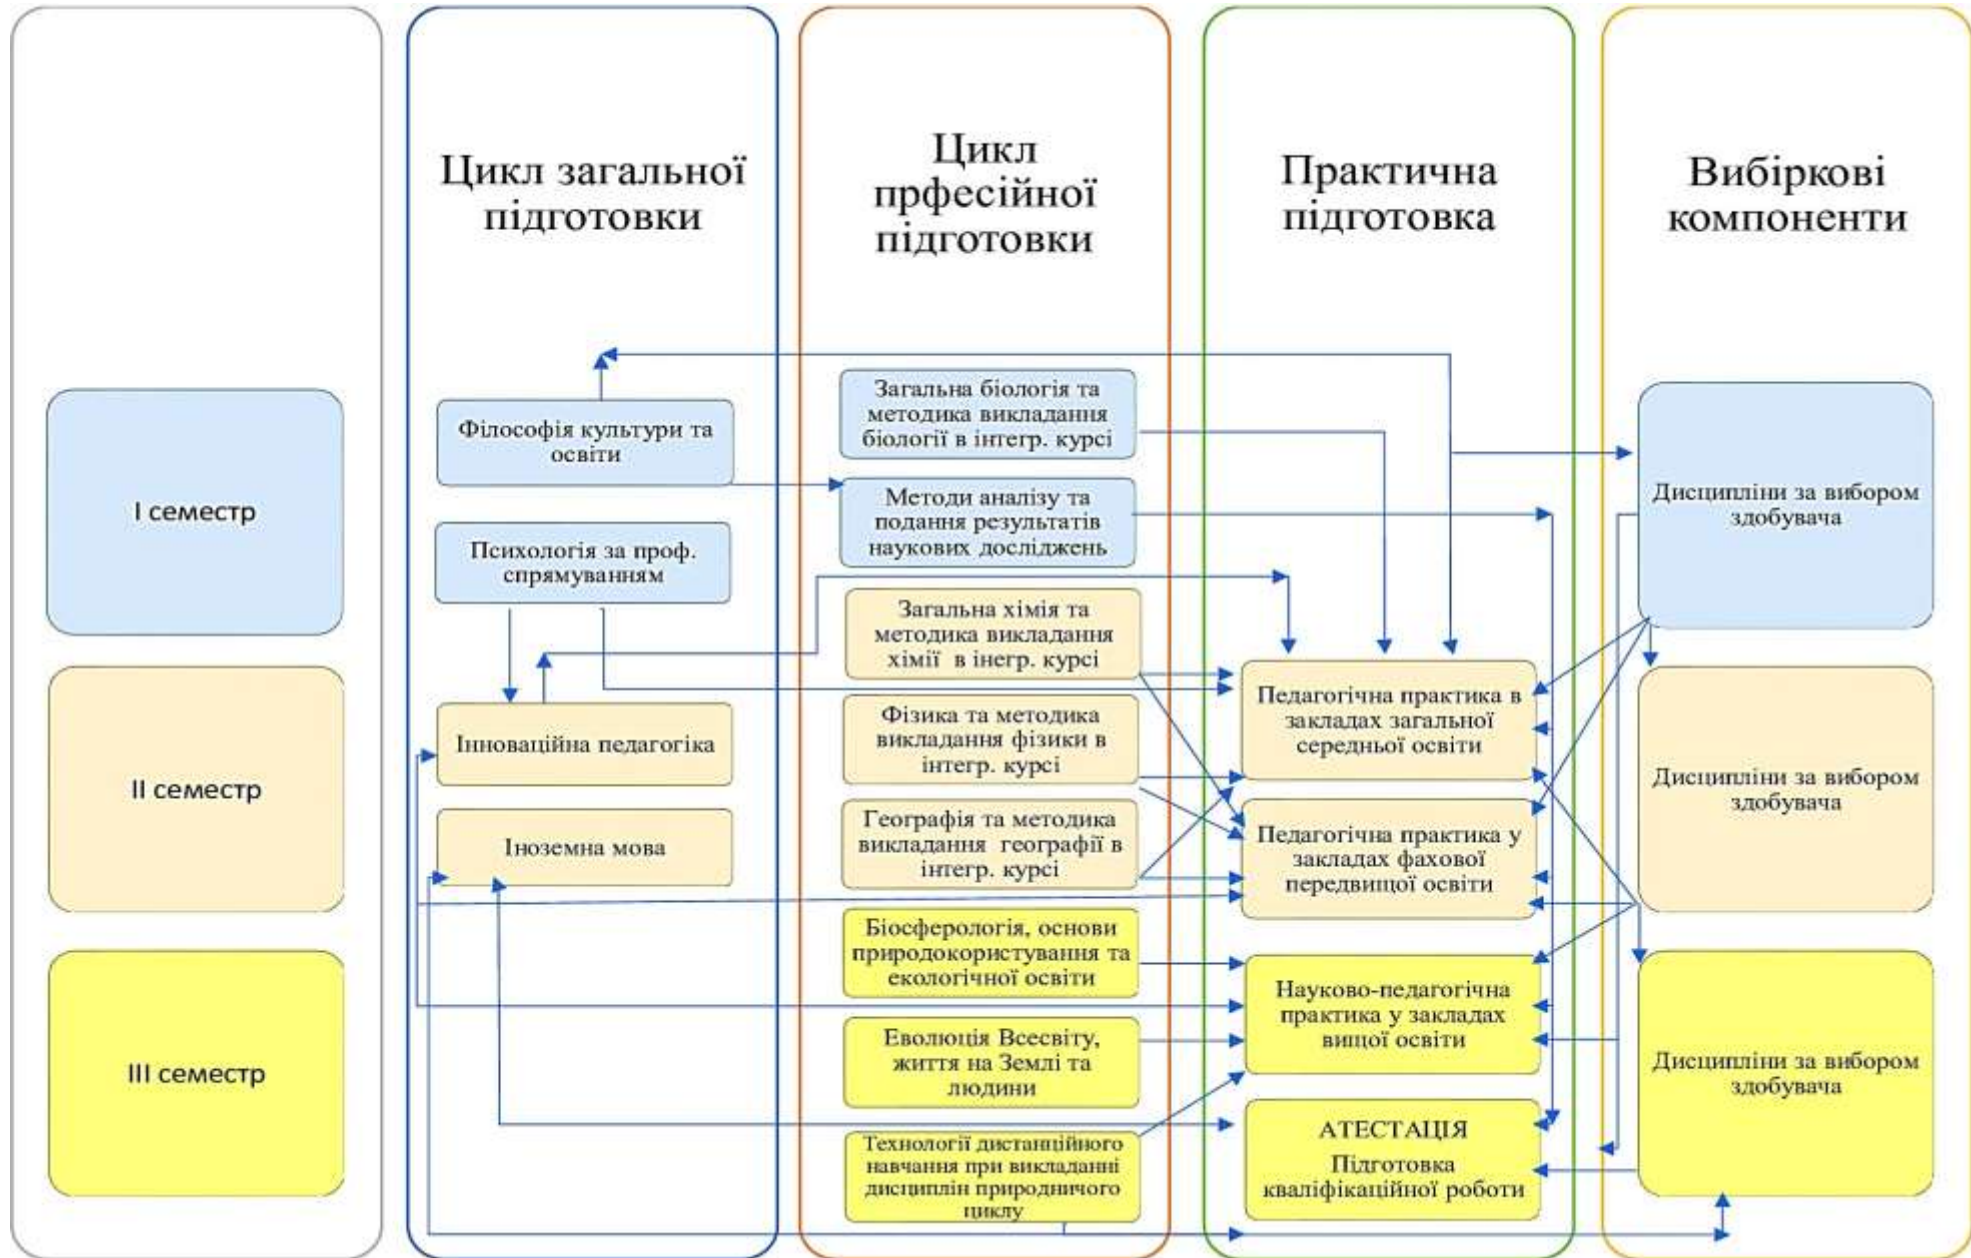 Цикл загальної
підготовки
Цикл
прфесійної
підготовки
Практична
підготовка
Вибіркові
компоненти
І семестр
ІІ семестр
ІІІ семестр
Філософія культури та
освіти
Психологія за проф.
спрямуванням
Інноваційна педагогіка
Іноземна мова
Загальна біологія та
методика викладання
біології в інтегр. курсі
Методи аналізу та
подання результатів
наукових досліджень
Загальна хімія та
методика викладання
хімії в інегр. курсі
Фізика та методика
викладання фізики в
інтегр. курсі
Географія та методика
викладання географії в
інтегр. курсі
Біосферологія, основи
природокористування та
екологічної освіти
Еволюція Всесвіту,
життя на Землі та
людини
Технології дистанційного
навчання при викладанні
дисциплін природничого
циклу
Педагогічна практика в
закладах загальної
середньої освіти
Педагогічна практика у
закладах фахової
передвищої освіти
Науково-педагогічна
практика у закладах
вищої освіти
АТЕСТАЦІЯ
Підготовка
кваліфікаційної роботи
Дисципліни за вибором
здобувача
Дисципліни за вибором
здобувача
Дисципліни за вибором
здобувача